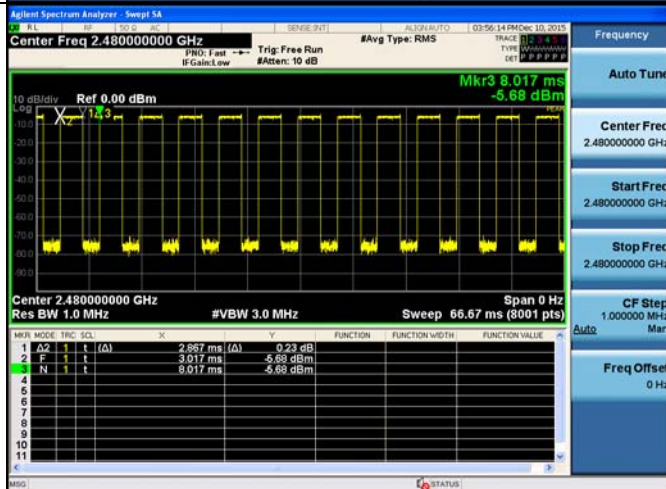 Agilent Spectrum Analyzer - Swept SA
RL RF 50 Ω AC SENSE:INT ALIGN AUTO 03:56:14 PM Dec 10, 2015
Center Freq 2.480000000 GHz
PNO: Fast
IFGain:Low
Trig: Free Run
#Atten: 10 dB
#Avg Type: RMS
TRACE 1 2 3 4 5 6
TYPE
DET P P P P P P
Mkr3 8.017 ms
-5.68 dBm
10 dB/div Ref 0.00 dBm
Log
-10.0
-20.0
-30.0
-40.0
-50.0
-60.0
-70.0
-80.0
Center 2.480000000 GHz Span 0 Hz
Res BW 1.0 MHz #VBW 3.0 MHz Sweep 66.67 ms (8001 pts)
MKR MODE TRC SCL X Y FUNCTION FUNCTION WIDTH FUNCTION VALUE
1 Δ2 1 t (Δ) 2.867 ms (Δ) 0.23 dB
2 F 1 t 3.017 ms -5.68 dBm
3 N 1 t 8.017 ms -5.68 dBm
4
5
6
7
8
9
10
11
MSG STATUS
Frequency
Auto Tune
Center Freq
2.480000000 GHz
Start Freq
2.480000000 GHz
Stop Freq
2.480000000 GHz
CF Step
1.000000 MHz
Auto Man
Freq Offset
0 Hz